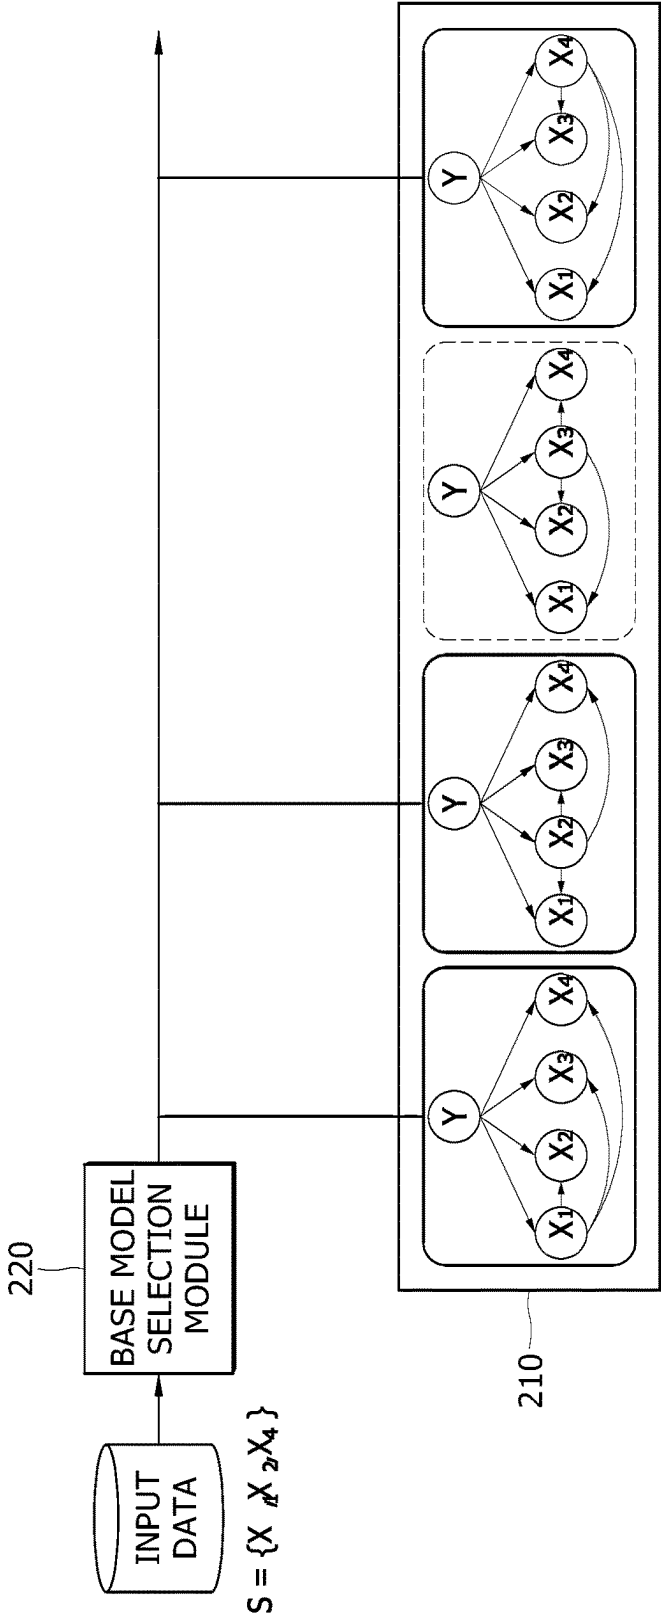 INPUT
DATA
S = {X1, X2, X4}
220
BASE MODEL
SELECTION
MODULE
210
Y
X1
X2
X3
X4
Y
X1
X2
X3
X4
Y
X1
X2
X3
X4
Y
X1
X2
X3
X4